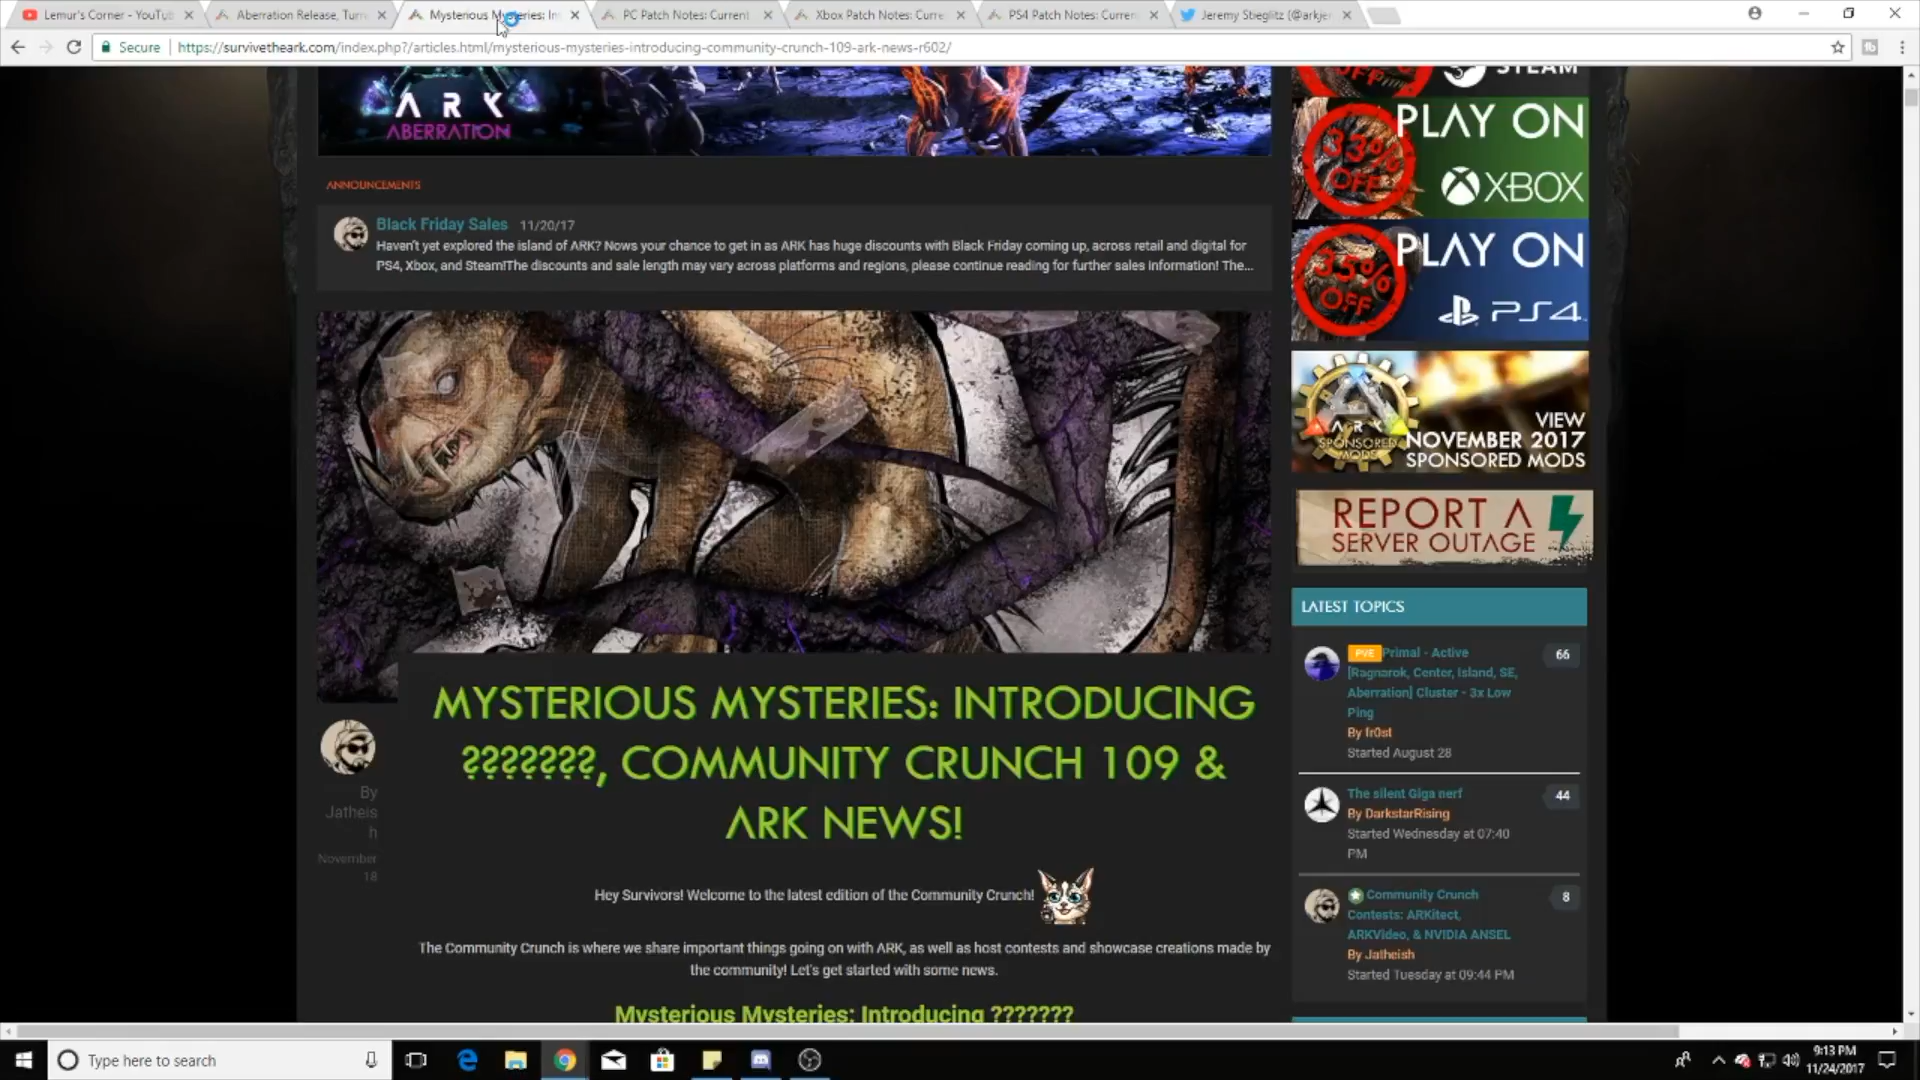 Lemur's Corner - YouTu
Aberration Release, Turn
Mysterious Mysteries: In
PC Patch Notes: Current
Xbox Patch Notes: Curre
PS4 Patch Notes: Curren
Jeremy Stieglitz (@arkje
Secure
https://survivetheark.com/index.php?/articles.html/mysterious-mysteries-introducing-community-crunch-109-ark-news-r602/
ARK
ABERRATION
ANNOUNCEMENTS
Black Friday Sales 11/20/17
Haven't yet explored the island of ARK? Nows your chance to get in as ARK has huge discounts with Black Friday coming up, across retail and digital for
PS4, Xbox, and Steam!The discounts and sale length may vary across platforms and regions, please continue reading for further sales information! The...
MYSTERIOUS MYSTERIES: INTRODUCING
???????, COMMUNITY CRUNCH 109 &
ARK NEWS!
By
Jatheis
h
November
18
Hey Survivors! Welcome to the latest edition of the Community Crunch!
The Community Crunch is where we share important things going on with ARK, as well as host contests and showcase creations made by
the community! Let's get started with some news.
Mysterious Mysteries: Introducing ???????
OFF
STEAM
PLAY ON
33%
OFF
XBOX
PLAY ON
35%
OFF
PS4
ARK
SPONSORED
MODS
VIEW
NOVEMBER 2017
SPONSORED MODS
REPORT A
SERVER OUTAGE
LATEST TOPICS
PVE Primal - Active
[Ragnarok, Center, Island, SE,
Aberration] Cluster - 3x Low
Ping
By fr0st
Started August 28
66
The silent Giga nerf
By DarkstarRising
Started Wednesday at 07:40
PM
44
Community Crunch
Contests: ARKitect,
ARKVideo, & NVIDIA ANSEL
By Jatheish
Started Tuesday at 09:44 PM
8
Type here to search
9:13 PM
11/24/2017